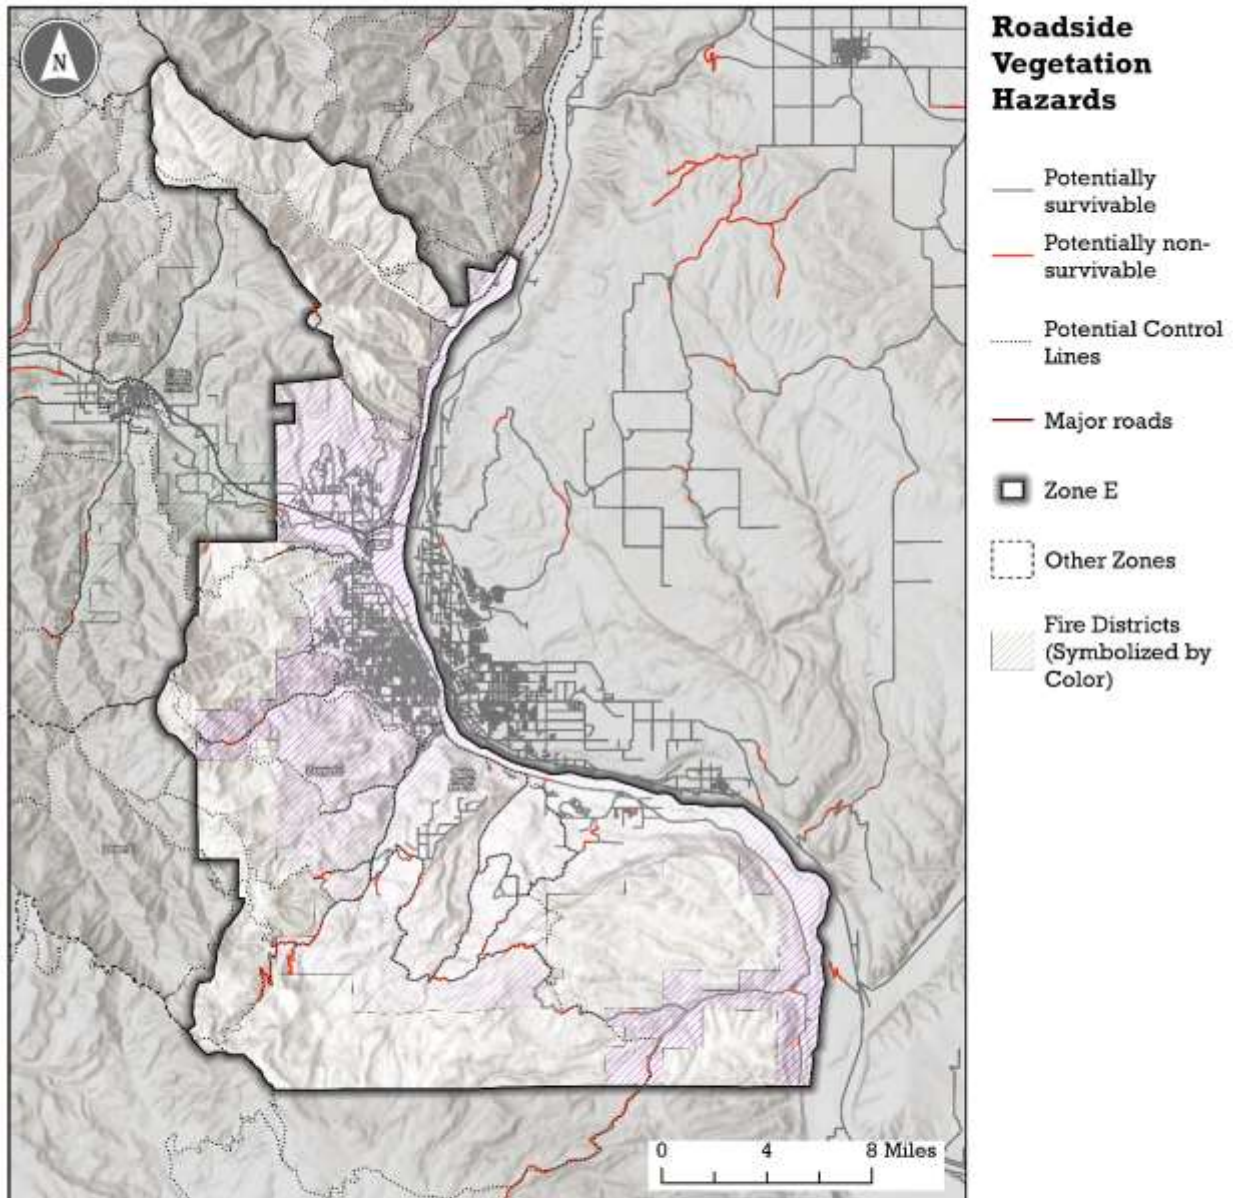 N
Roadside
Vegetation
Hazards
Potentially
survivable
Potentially non-
survivable
Potential Control
Lines
Major roads
Zone E
Other Zones
Fire Districts
(Symbolized by
Color)
0 4 8 Miles